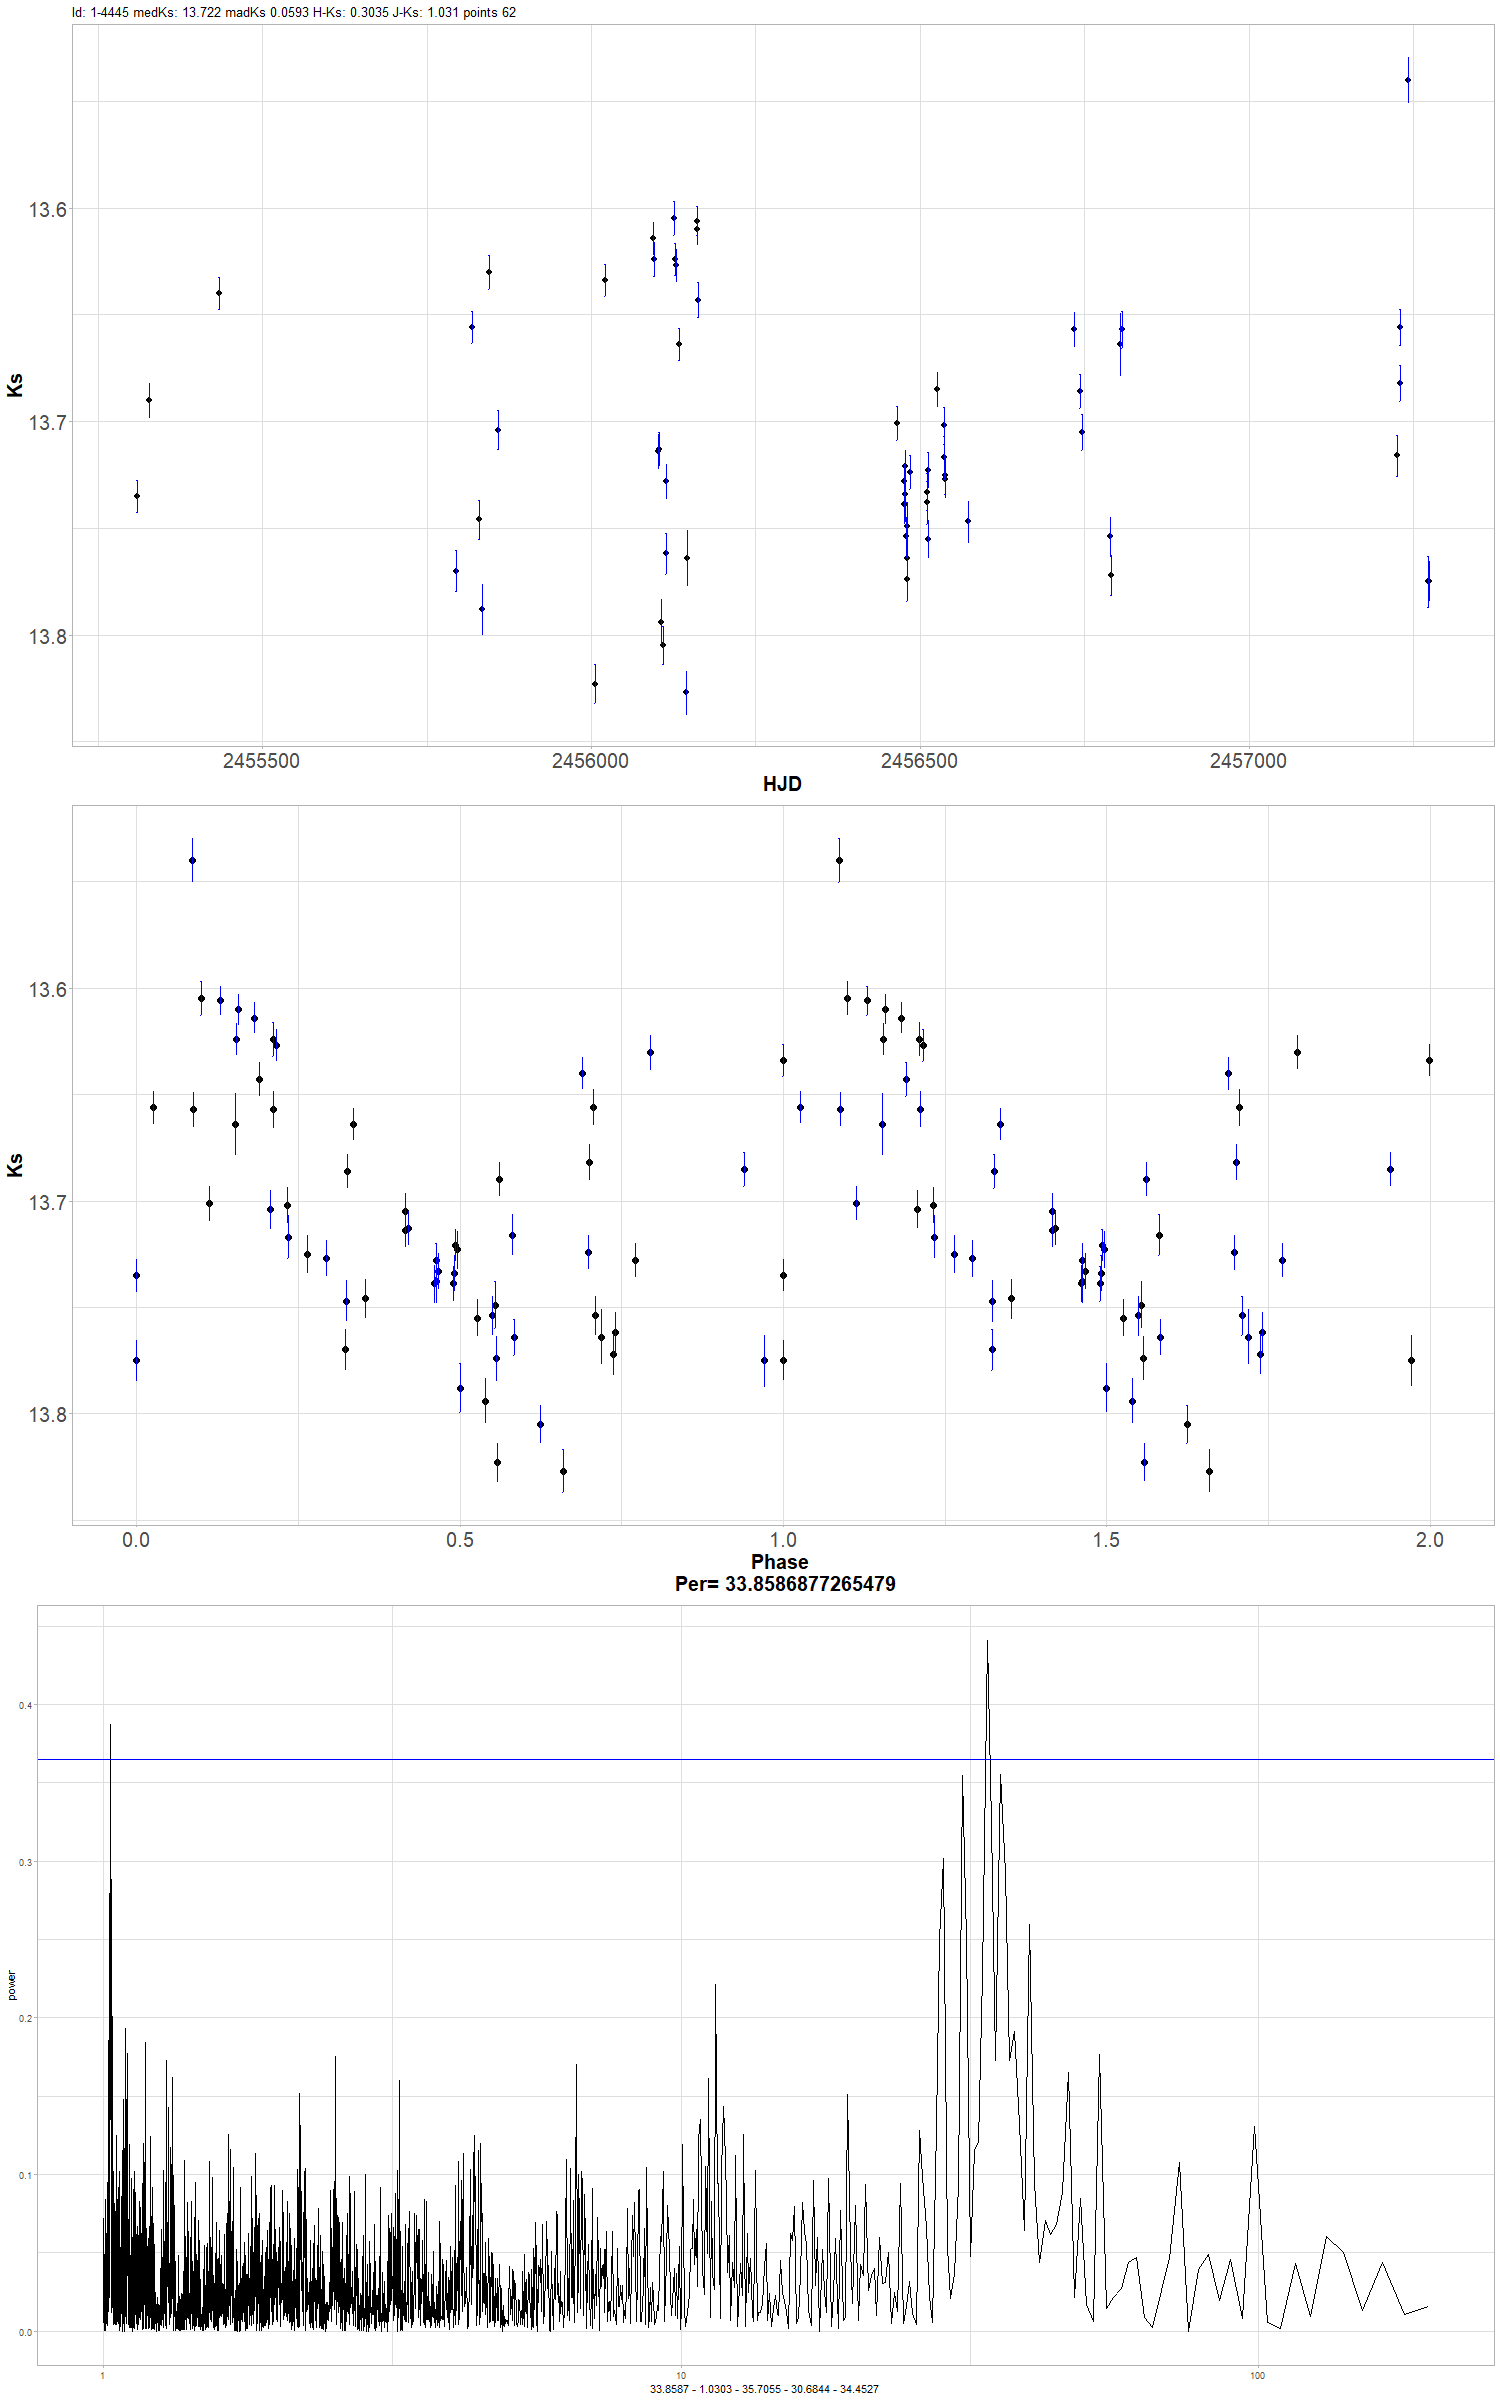 Id: 1-4445 medKs: 13.722 madKs 0.0593 H-Ks: 0.3035 J-Ks: 1.031 points 62
13.6
13.7
13.8
Ks
2455500
2456000
2456500
2457000
HJD
13.6
13.7
13.8
Ks
0.0
0.5
1.0
1.5
2.0
Phase
Per= 33.8586877265479
0.4
0.3
0.2
0.1
0.0
power
1
10
100
33.8587 - 1.0303 - 35.7055 - 30.6844 - 34.4527